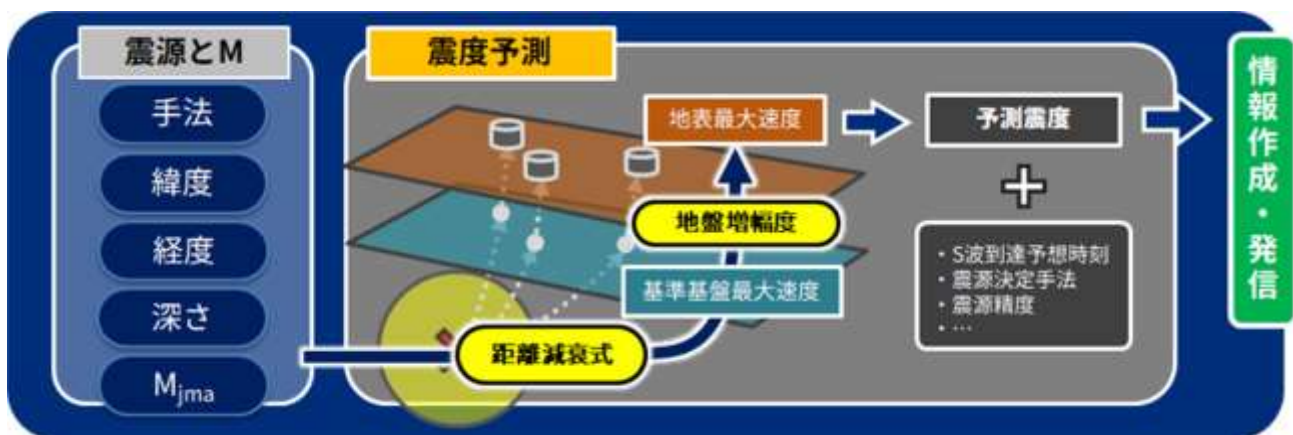 震源とM
手法
緯度
経度
深さ
Mjma
震度予測
地表最大速度
地盤増幅度
基準基盤最大速度
距離減衰式
予測震度
+
・S波到達予想時刻
・震源決定手法
・震源精度
・…
情報作成・発信